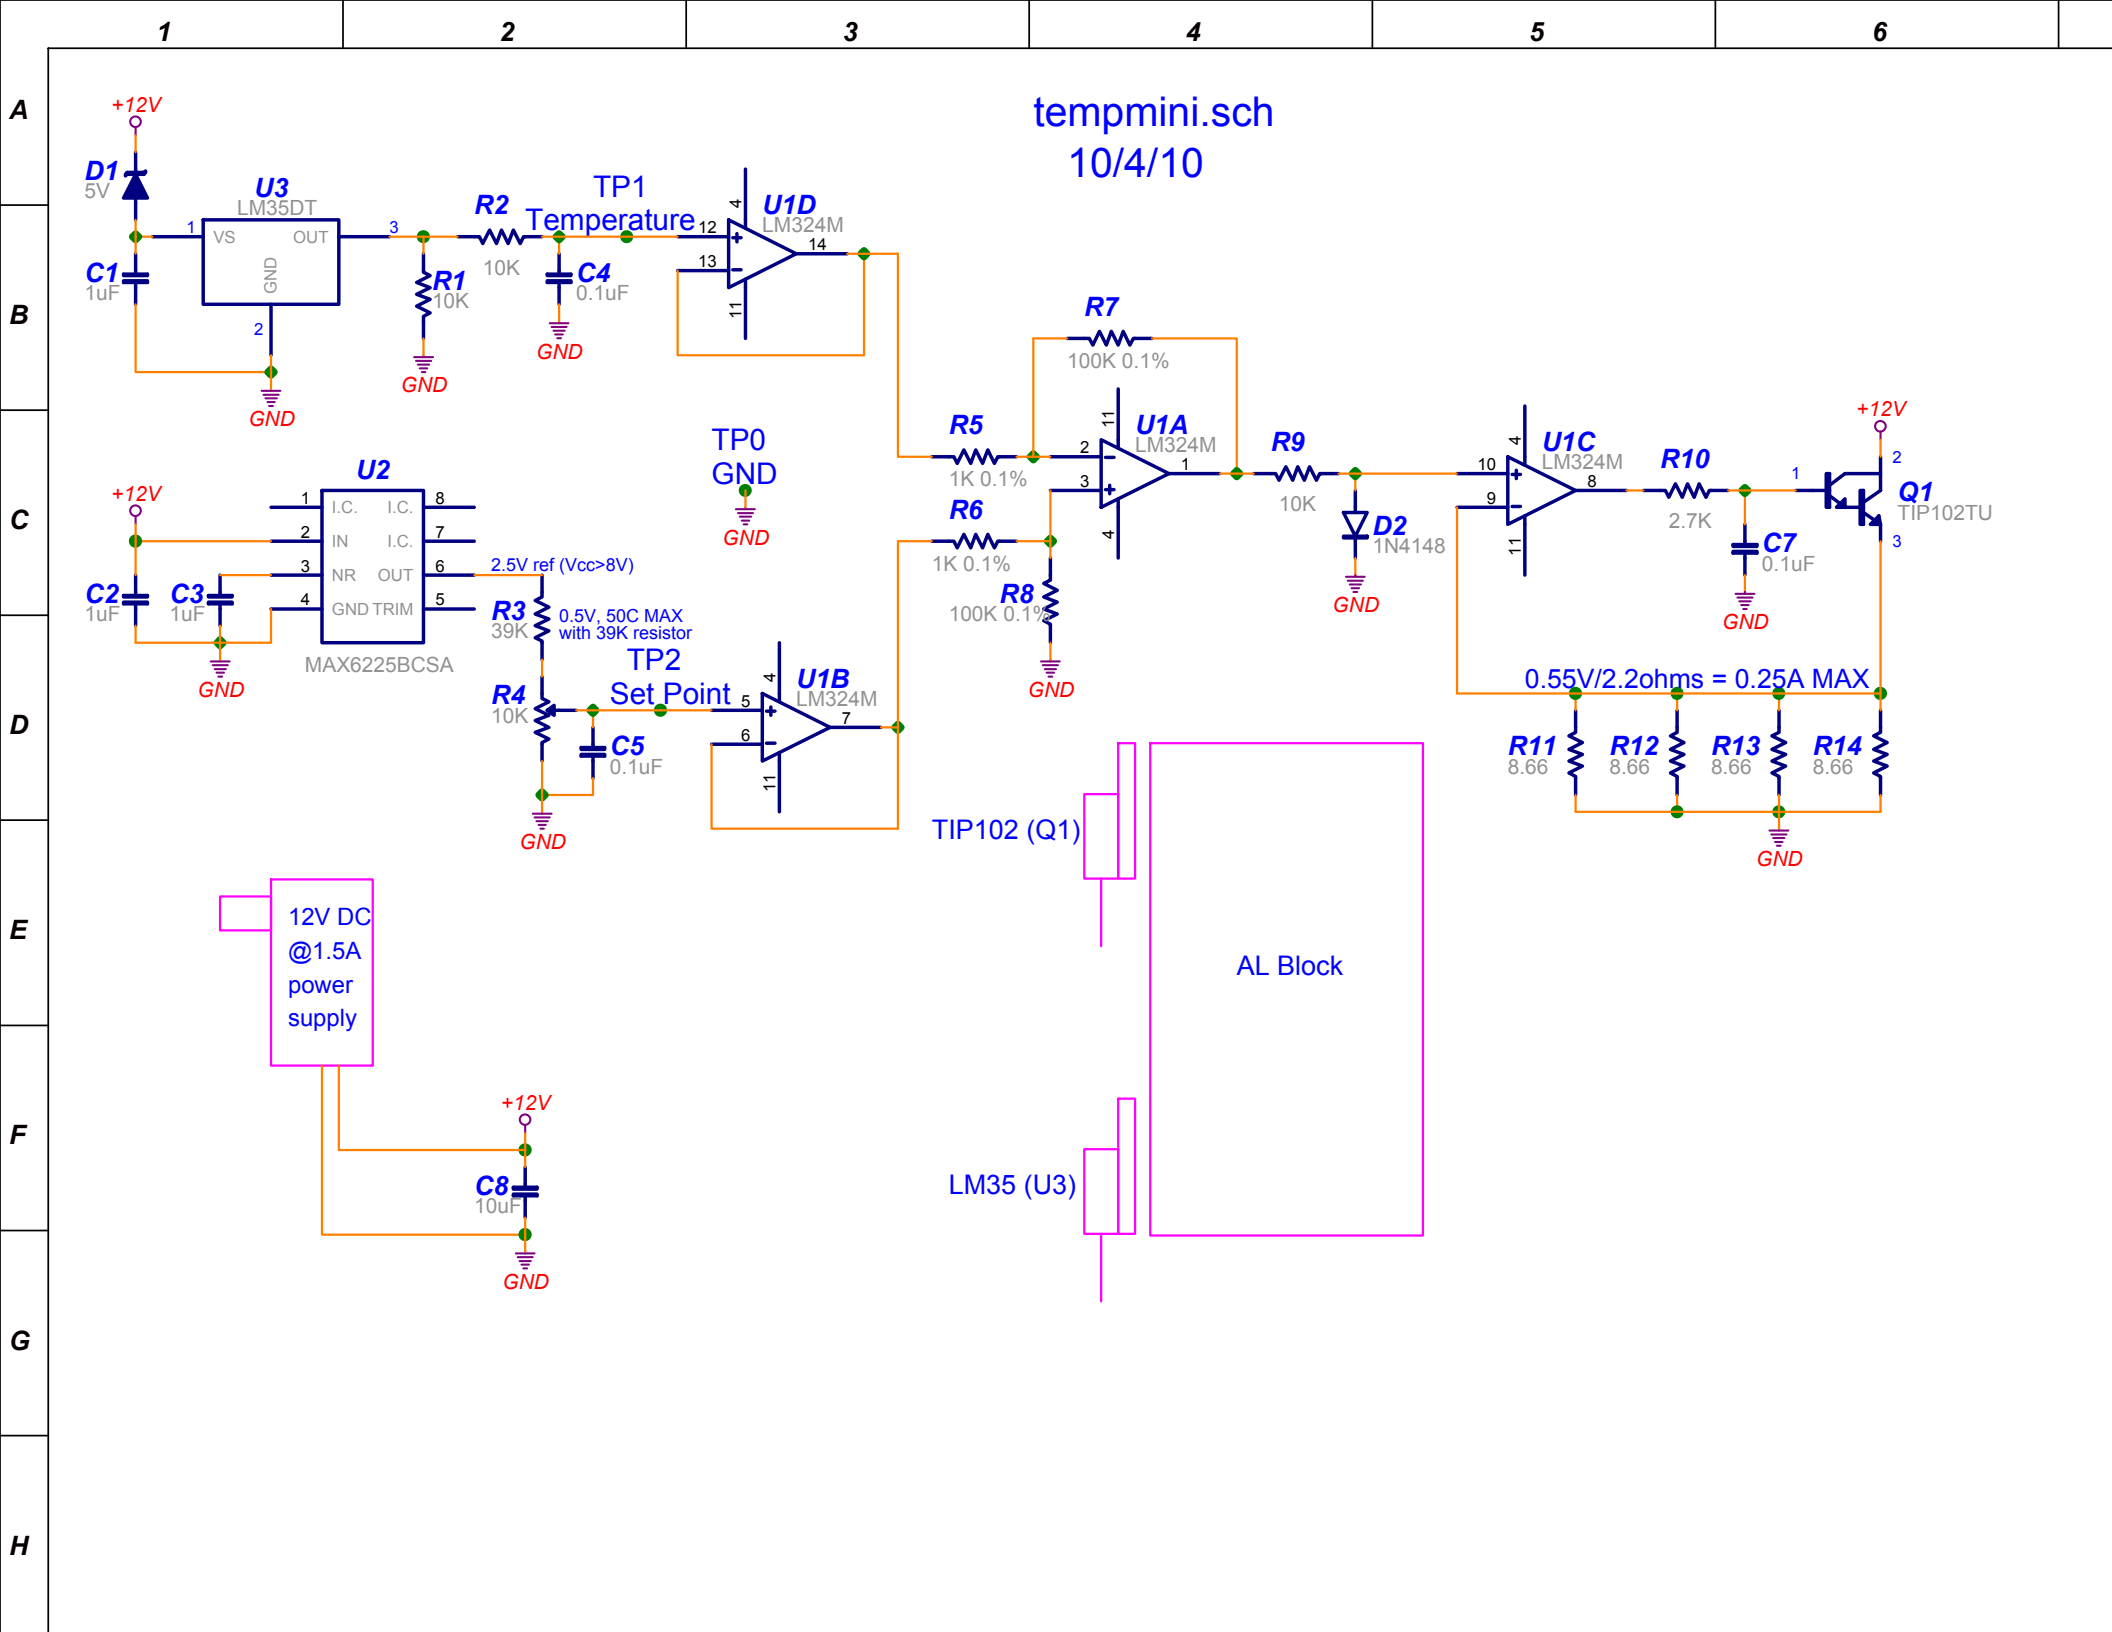 1 2 3 4 5 6
A
B
C
D
E
F
G
H
tempmini.sch
10/4/10
+12V
D1
5V
C1
1uF
U3
LM35DT
1
VS
OUT
GND
2
3
GND
R1
10K
GND
R2
10K
TP1
Temperature
C4
0.1uF
GND
U1D
LM324M
4
12
13
14
11
TP0
GND
GND
+12V
C2
1uF
C3
1uF
GND
U2
1 I.C. I.C. 8
2 IN I.C. 7
3 NR OUT 6
4 GND TRIM 5
MAX6225BCSA
2.5V ref (Vcc>8V)
R3
39K
0.5V, 50C MAX
with 39K resistor
TP2
Set Point
R4
10K
C5
0.1uF
GND
U1B
LM324M
4
5
6
7
11
R5
1K 0.1%
R6
1K 0.1%
R7
100K 0.1%
R8
100K 0.1%
GND
U1A
LM324M
11
2
3
1
4
R9
10K
D2
1N4148
GND
U1C
LM324M
4
10
9
8
11
R10
2.7K
C7
0.1uF
GND
+12V
1
2
3
Q1
TIP102TU
0.55V/2.2ohms = 0.25A MAX
R11
8.66
R12
8.66
R13
8.66
R14
8.66
GND
TIP102 (Q1)
AL Block
LM35 (U3)
12V DC
@1.5A
power
supply
+12V
C8
10uF
GND